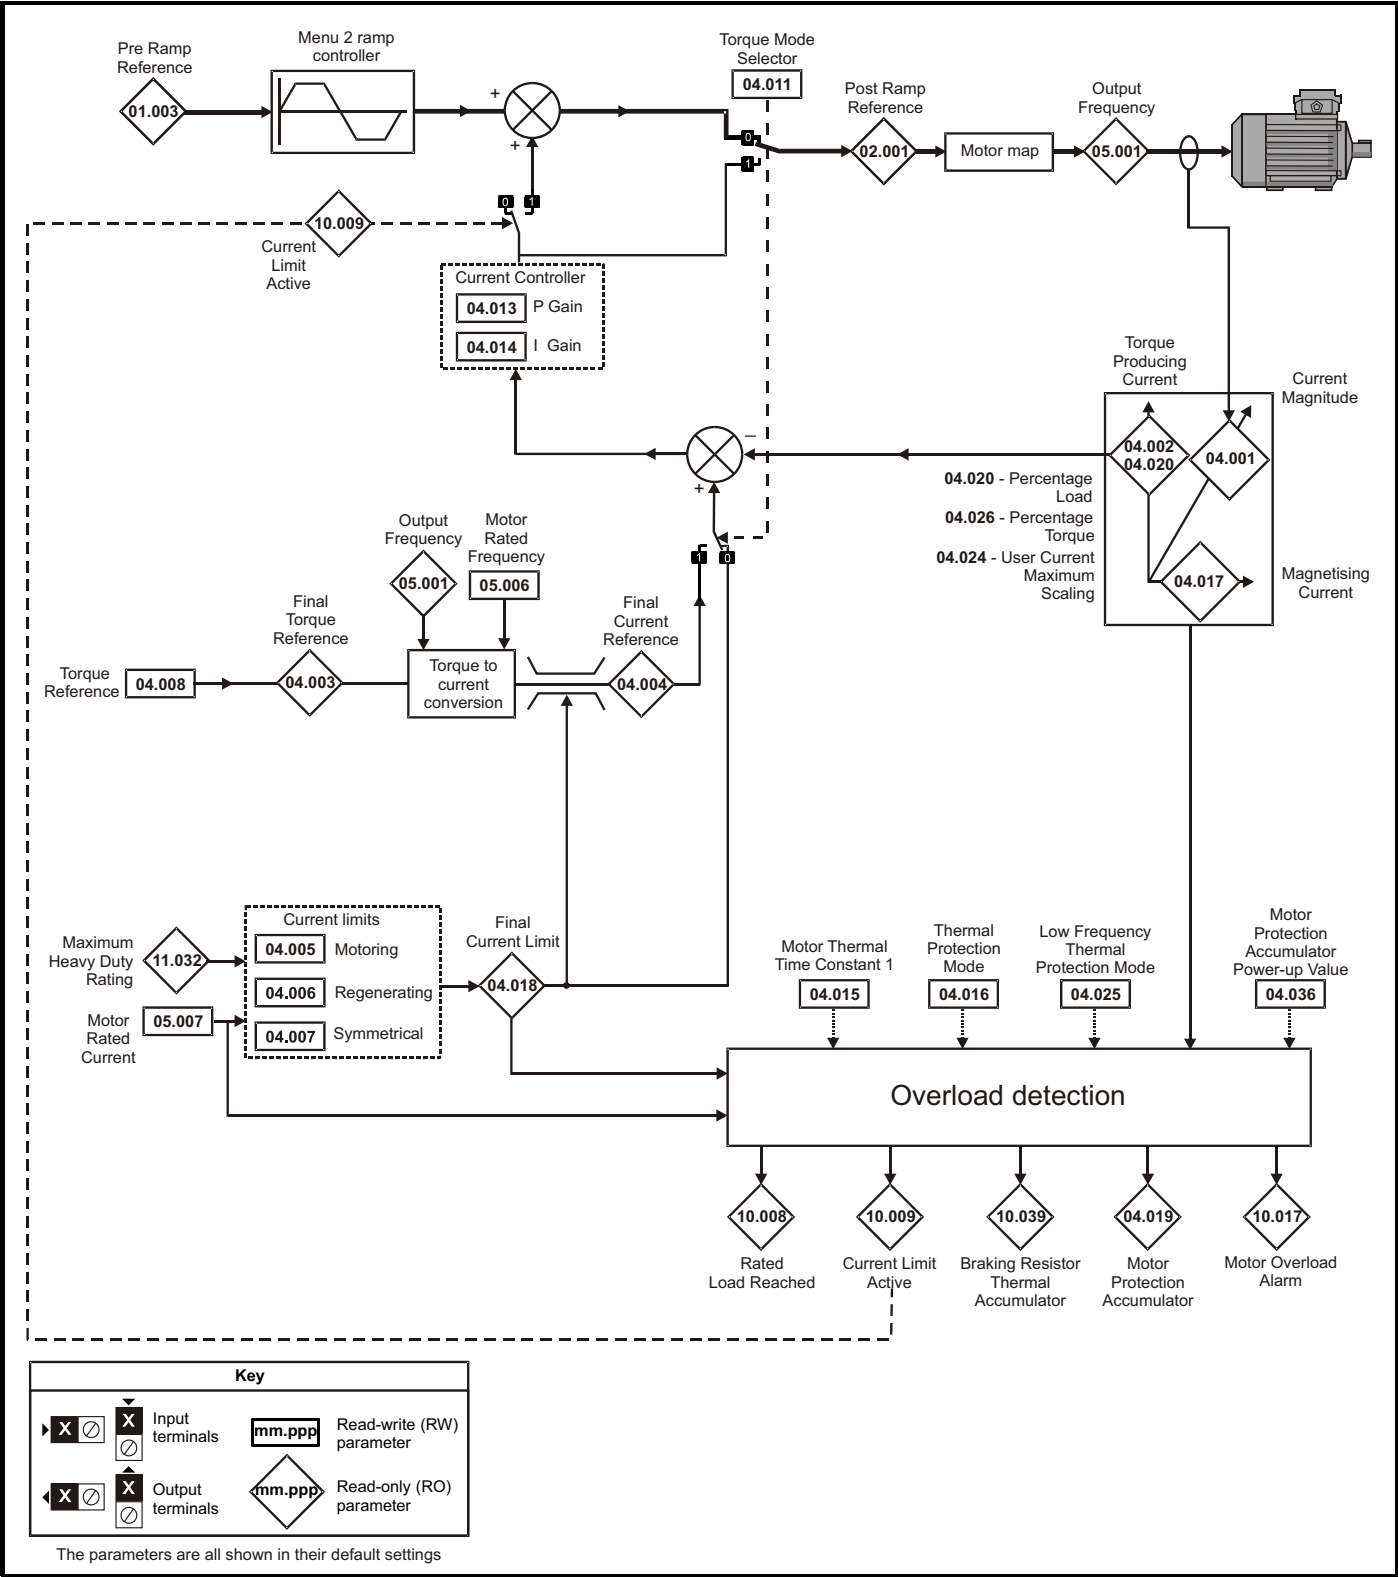 Pre Ramp
Reference
01.003
Menu 2 ramp
controller
+
+
Torque Mode
Selector
04.011
0
1
Post Ramp
Reference
02.001
Motor map
Output
Frequency
05.001
0
1
10.009
Current
Limit
Active
Current Controller
04.013 P Gain
04.014 I Gain
Torque
Producing
Current
Current
Magnitude
04.002
04.020
04.001
04.017
Magnetising
Current
04.020 - Percentage
Load
04.026 - Percentage
Torque
04.024 - User Current
Maximum
Scaling
–
+
1
0
Output
Frequency
05.001
Motor
Rated
Frequency
05.006
Final
Torque
Reference
Final
Current
Reference
Torque
Reference
04.008
04.003
Torque to
current
conversion
04.004
Maximum
Heavy Duty
Rating
11.032
Motor
Rated
Current
05.007
Current limits
04.005 Motoring
04.006 Regenerating
04.007 Symmetrical
Final
Current Limit
04.018
Motor Thermal
Time Constant 1
04.015
Thermal
Protection
Mode
04.016
Low Frequency
Thermal
Protection Mode
04.025
Motor
Protection
Accumulator
Power-up Value
04.036
Overload detection
10.008
Rated
Load Reached
10.009
Current Limit
Active
10.039
Braking Resistor
Thermal
Accumulator
04.019
Motor
Protection
Accumulator
10.017
Motor Overload
Alarm
Key
X
X
Input
terminals
mm.ppp
Read-write (RW)
parameter
X
X
Output
terminals
mm.ppp
Read-only (RO)
parameter
The parameters are all shown in their default settings